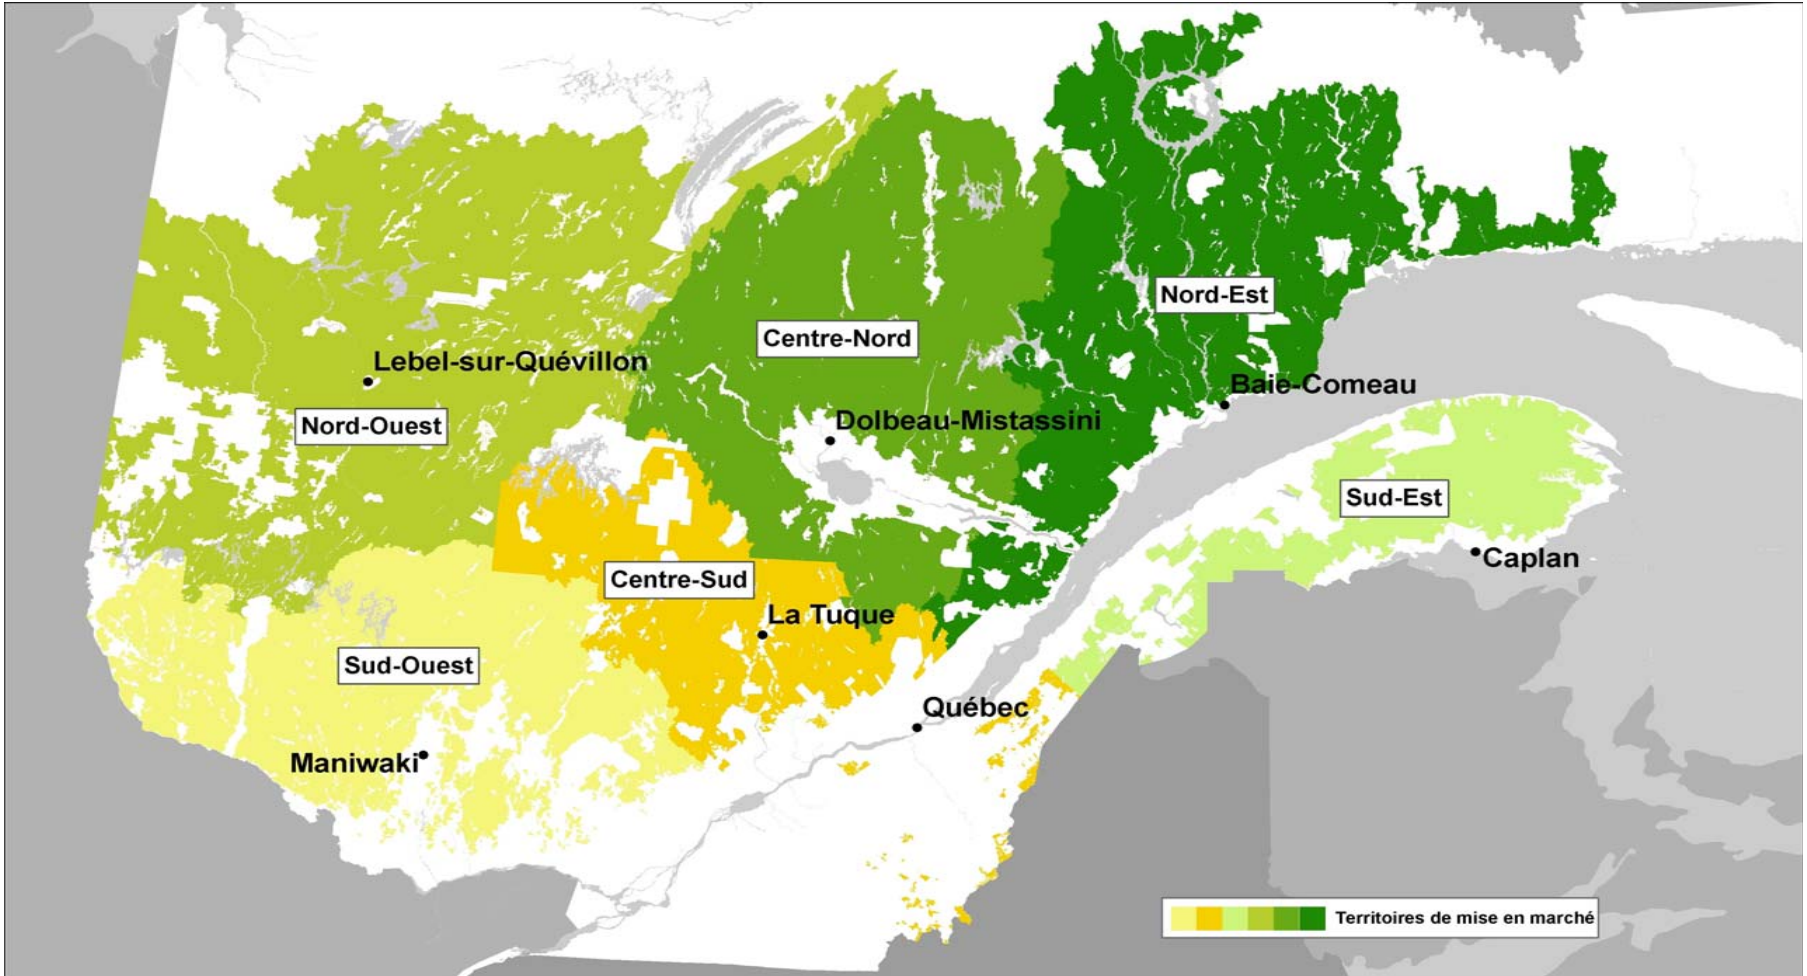 Nord-Est
Centre-Nord
Lebel-sur-Quévillon
Baie-Comeau
Nord-Ouest
Dolbeau-Mistassini
Sud-Est
Caplan
Centre-Sud
La Tuque
Sud-Ouest
Québec
Maniwaki
Territoires de mise en marché